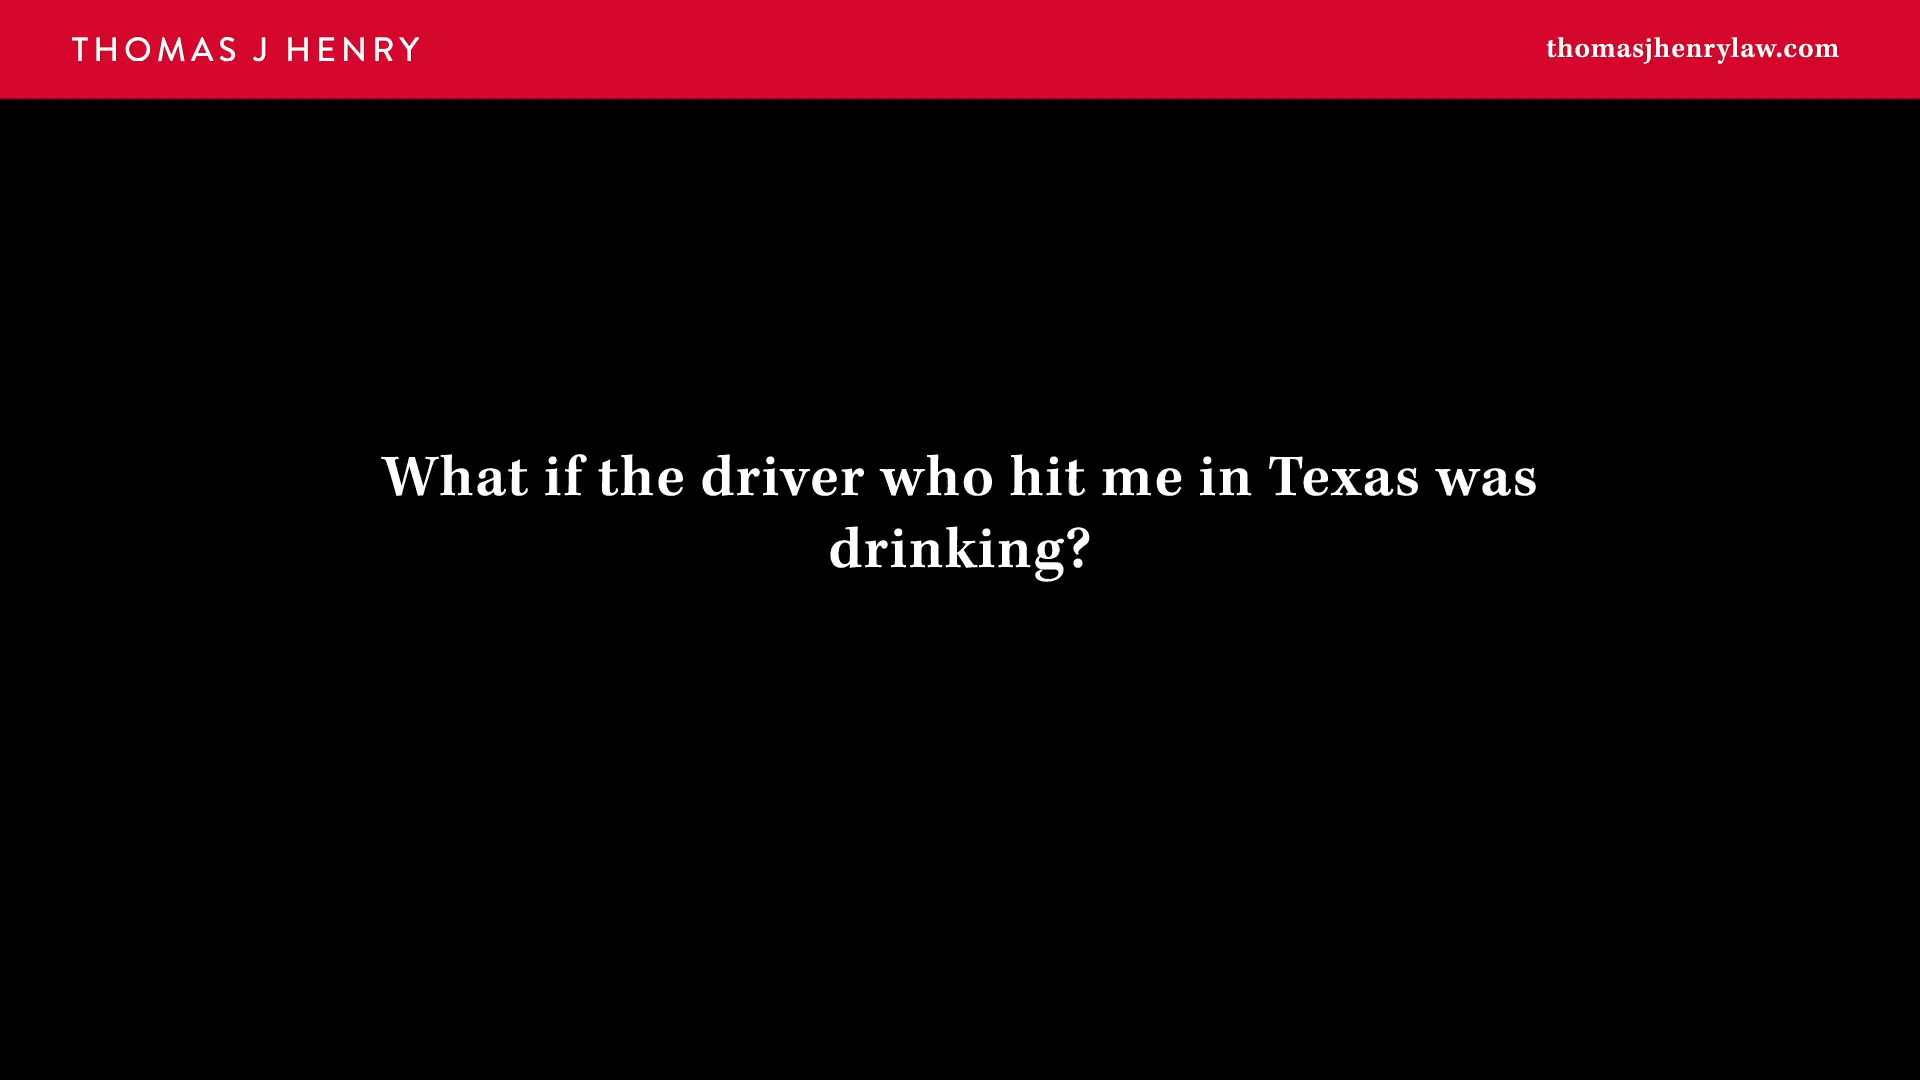 THOMAS J HENRY
thomasjhenrylaw.com
What if the driver who hit me in Texas was
drinking?